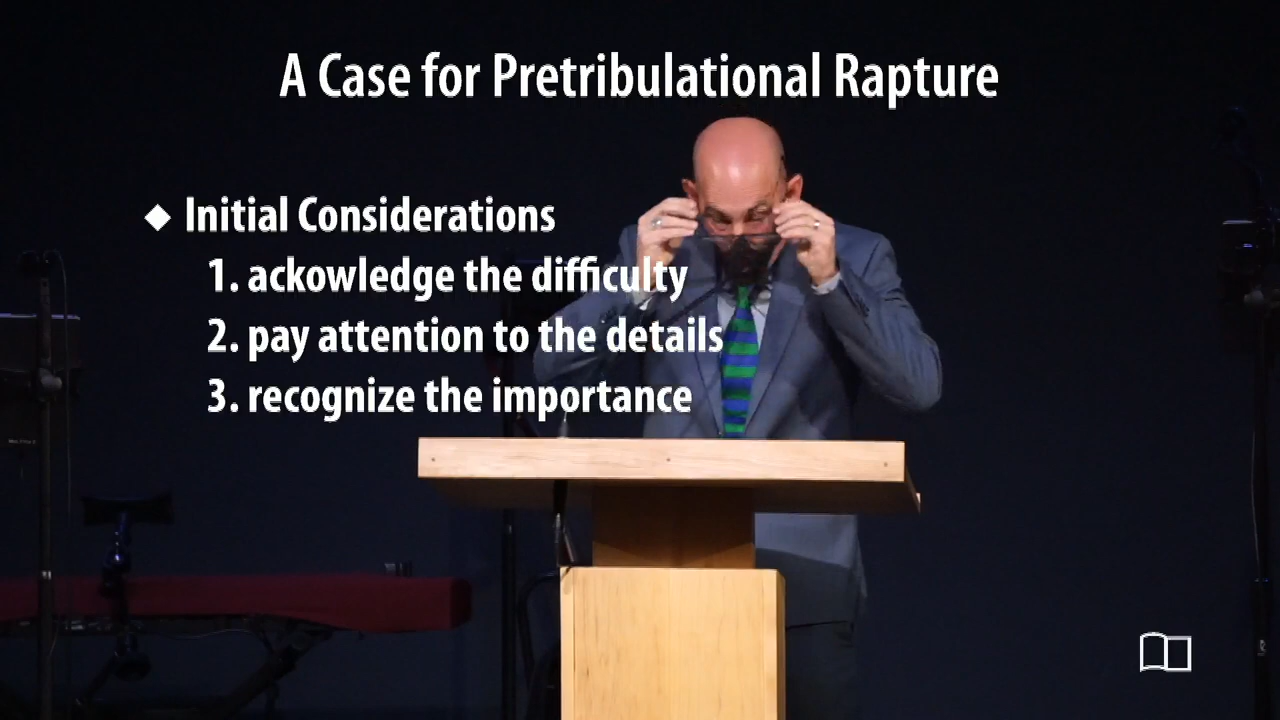 A Case for Pretribulational Rapture
◆ Initial Considerations
1. ackowledge the difficulty
2. pay attention to the details
3. recognize the importance